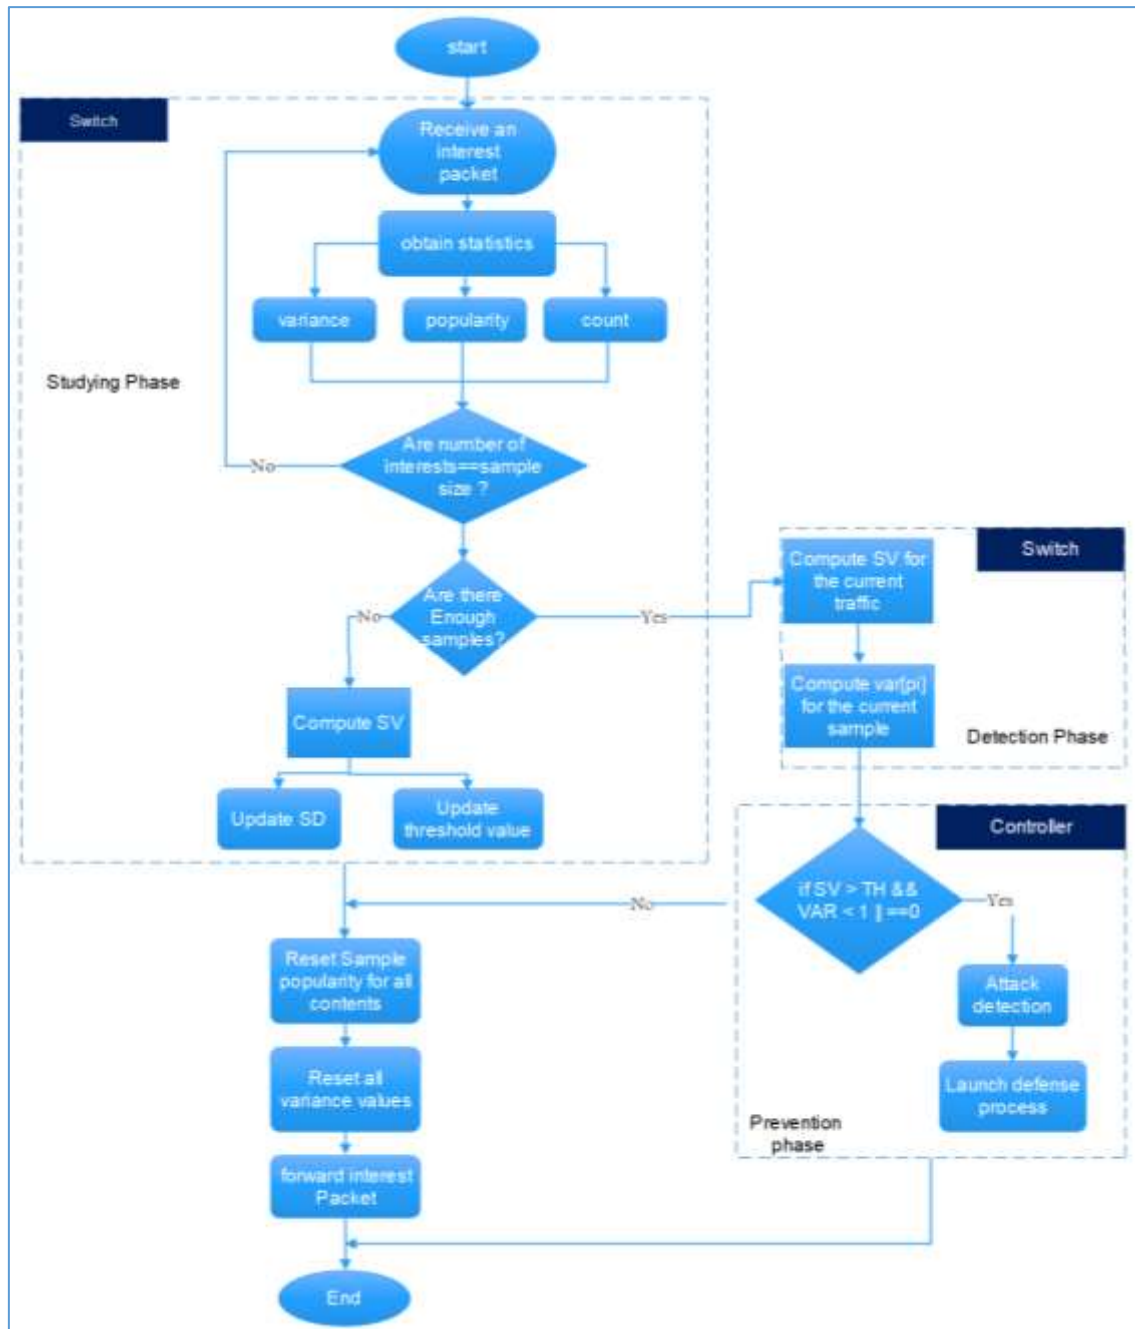 start
Switch
Receive an
interest
packet
obtain statistics
variance
popularity
count
Studying Phase
Are number of
interests==sample
size ?
No
Are there
Enough
samples?
No
Yes
Compute SV for
the current
traffic
Switch
Compute var[pi]
for the current
sample
Detection Phase
Compute SV
Update SD
Update
threshold value
Controller
if SV > TH &&
VAR < 1 || ==0
No
Yes
Reset Sample
popularity for all
contents
Attack
detection
Reset all
variance values
Launch defense
process
Prevention
phase
forward interest
Packet
End